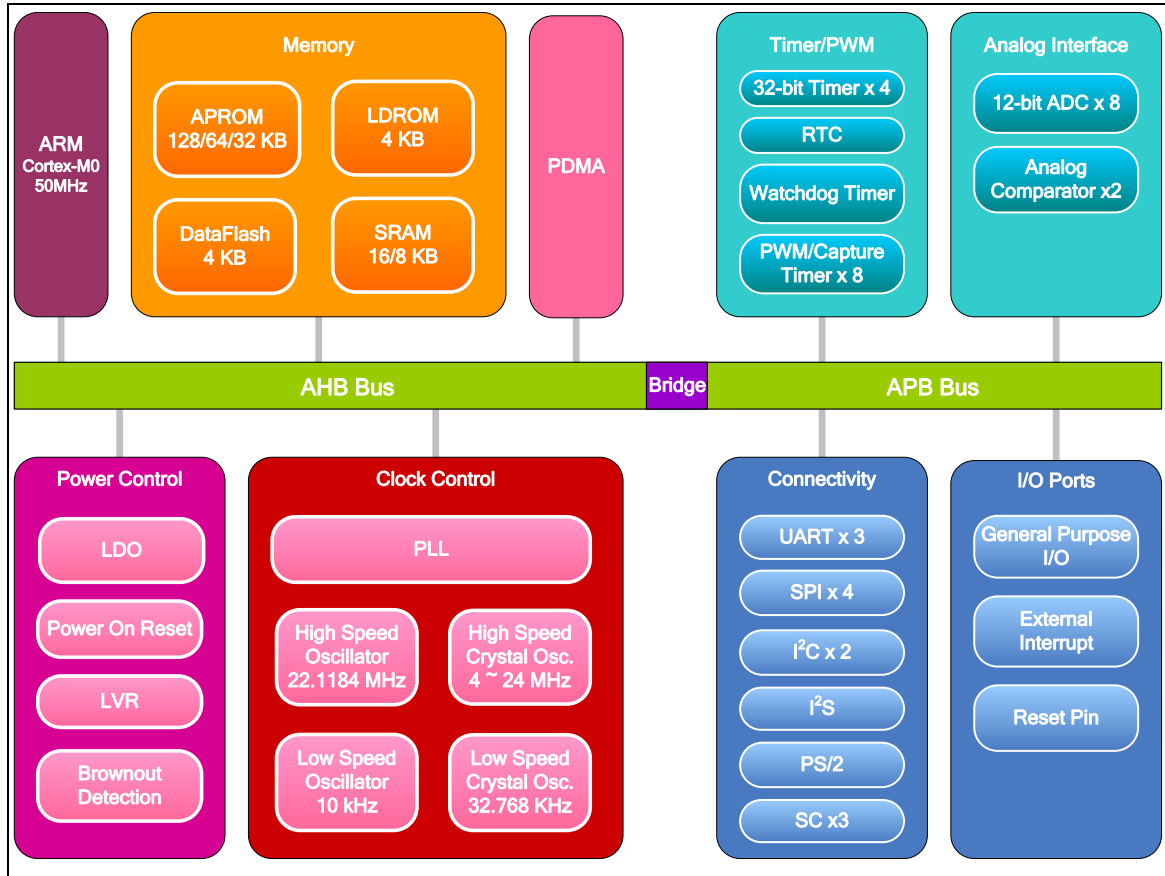 ARM
Cortex-M0
50MHz
Memory
APROM
128/64/32 KB
LDROM
4 KB
DataFlash
4 KB
SRAM
16/8 KB
PDMA
Timer/PWM
32-bit Timer x 4
RTC
Watchdog Timer
PWM/Capture
Timer x 8
Analog Interface
12-bit ADC x 8
Analog
Comparator x2
AHB Bus
Bridge
APB Bus
Power Control
LDO
Power On Reset
LVR
Brownout
Detection
Clock Control
PLL
High Speed
Oscillator
22.1184 MHz
High Speed
Crystal Osc.
4 ~ 24 MHz
Low Speed
Oscillator
10 kHz
Low Speed
Crystal Osc.
32.768 KHz
Connectivity
UART x 3
SPI x 4
I²C x 2
I²S
PS/2
SC x3
I/O Ports
General Purpose
I/O
External
Interrupt
Reset Pin